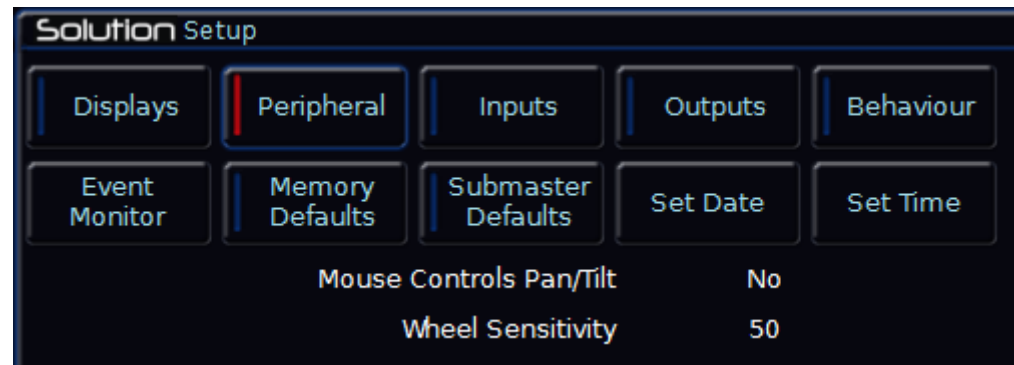 Solution Setup
Displays Peripheral Inputs Outputs Behaviour
Event Monitor Memory Defaults Submaster Defaults Set Date Set Time
Mouse Controls Pan/Tilt No
Wheel Sensitivity 50